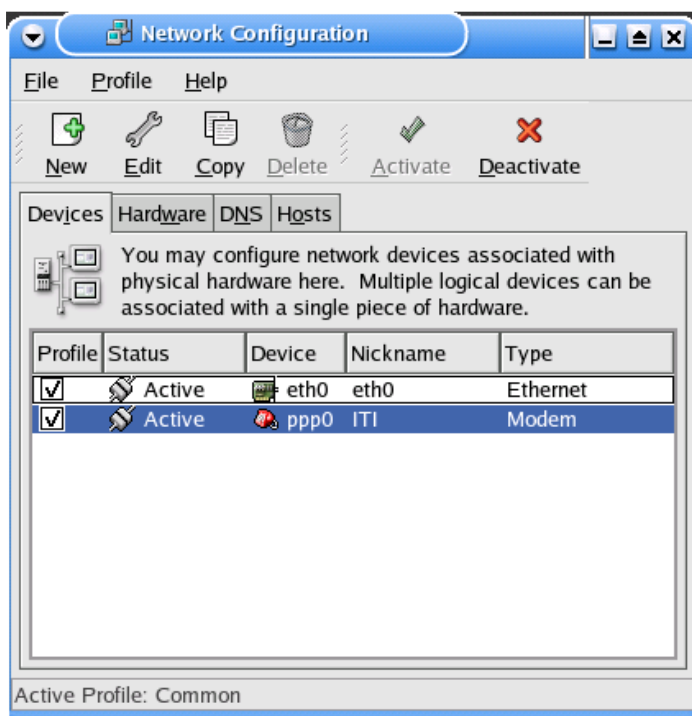 Network Configuration
File Profile Help
New Edit Copy Delete Activate Deactivate
Devices Hardware DNS Hosts
You may configure network devices associated with
physical hardware here.  Multiple logical devices can be
associated with a single piece of hardware.
Profile Status Device Nickname Type
Active eth0 eth0 Ethernet
Active ppp0 ITI Modem
Active Profile: Common